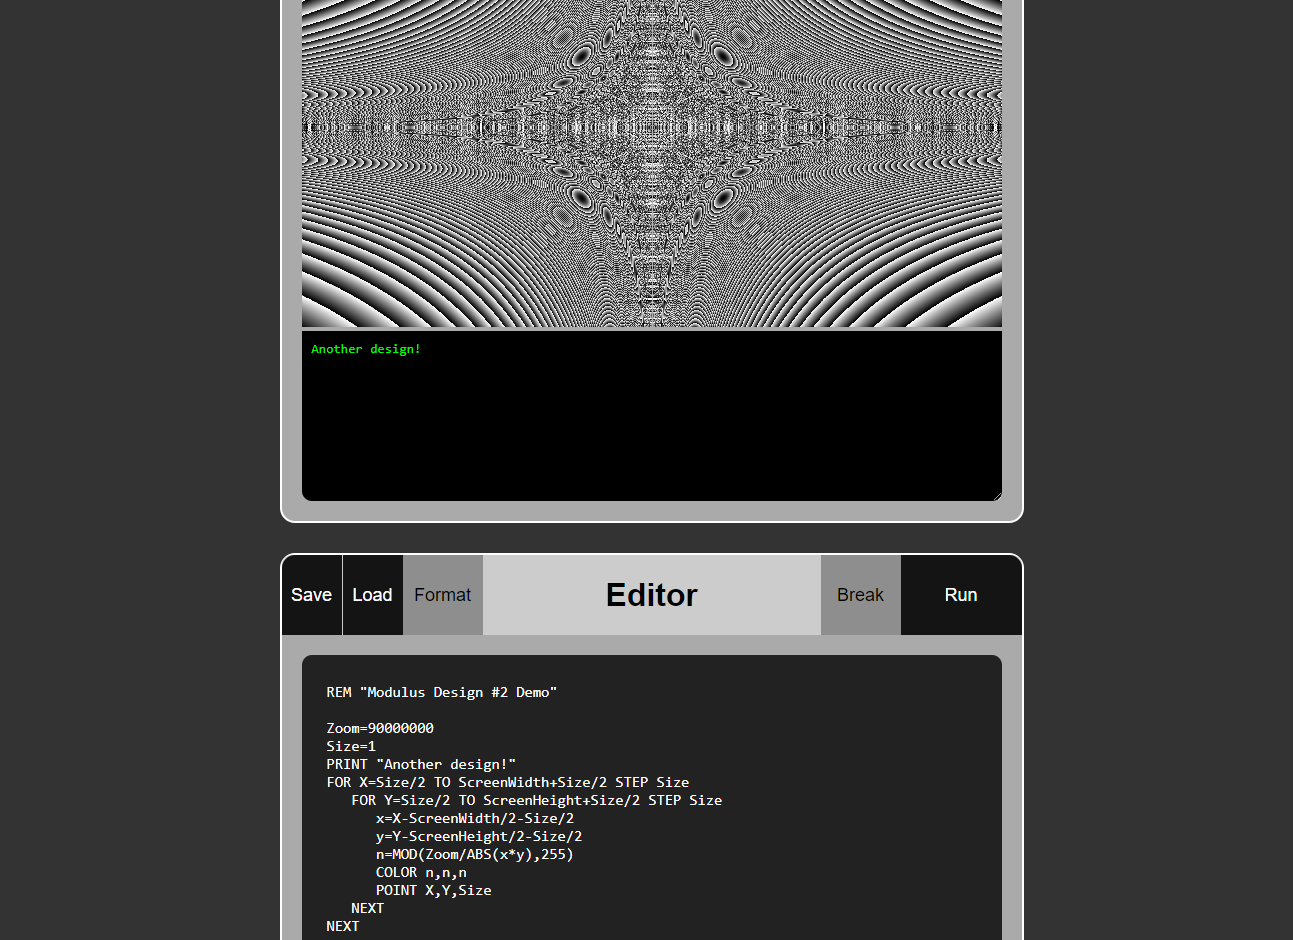 Another design!
Save Load Format Editor Break Run
REM "Modulus Design #2 Demo"
Zoom=90000000
Size=1
PRINT "Another design!"
FOR X=Size/2 TO ScreenWidth+Size/2 STEP Size
   FOR Y=Size/2 TO ScreenHeight+Size/2 STEP Size
      x=X-ScreenWidth/2-Size/2
      y=Y-ScreenHeight/2-Size/2
      n=MOD(Zoom/ABS(x*y),255)
      COLOR n,n,n
      POINT X,Y,Size
   NEXT
NEXT